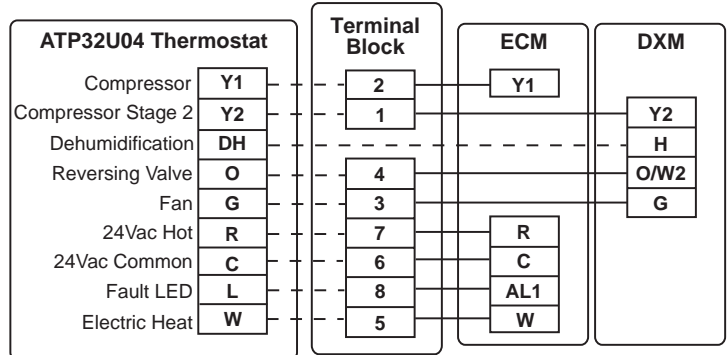 ATP32U04 Thermostat
Terminal
Block
ECM
DXM
Compressor Y1 2 Y1
Compressor Stage 2 Y2 1 Y2
Dehumidification DH H
Reversing Valve O 4 O/W2
Fan G 3 G
24Vac Hot R 7 R
24Vac Common C 6 C
Fault LED L 8 AL1
Electric Heat W 5 W